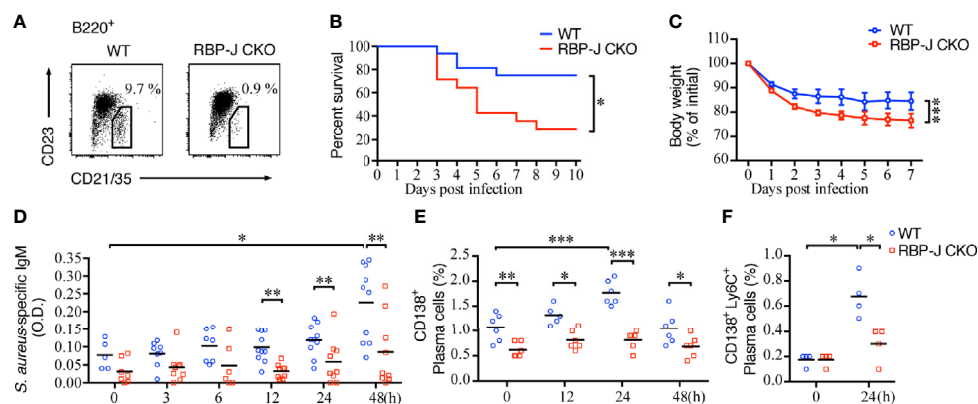 A
B220+
WT
RBP-J CKO
9.7 %
0.9 %
CD23
CD21/35
B
WT
RBP-J CKO
Percent survival
100
80
60
40
20
0
*
0 1 2 3 4 5 6 7 8 9 10
Days post infection
C
WT
RBP-J CKO
Body weight
(% of initial)
110
100
90
80
70
60
***
0 1 2 3 4 5 6 7
Days post infection
D
S. aureus-specific IgM
(O.D.)
0.35
0.30
0.25
0.20
0.15
0.10
0.05
0.00
*
**
**
**
0 3 6 12 24 48(h)
E
CD138+
Plasma cells (%)
2.5
2.0
1.5
1.0
0.5
0.0
***
**
*
***
*
0 12 24 48(h)
F
WT
RBP-J CKO
CD138+ Ly6C+
Plasma cells (%)
1.0
0.8
0.6
0.4
0.2
0.0
*
*
0 24(h)